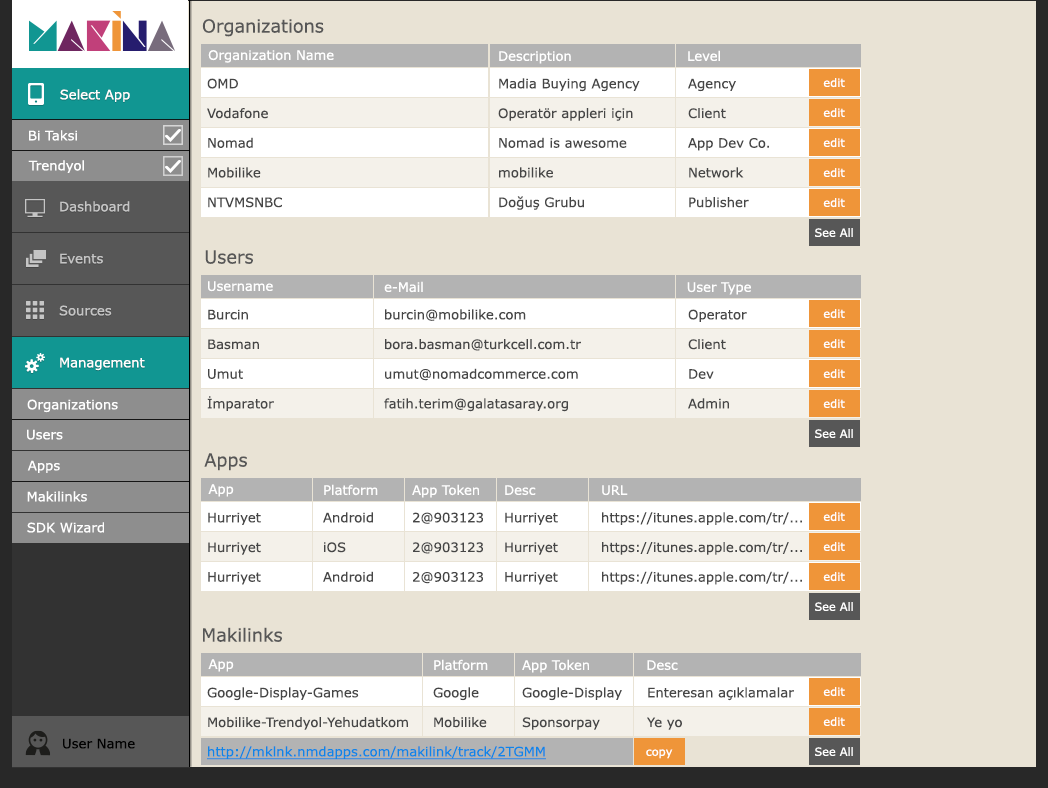 MAKİNA
Select App
Bi Taksi
Trendyol
Dashboard
Events
Sources
Management
Organizations
Users
Apps
Makilinks
SDK Wizard
User Name
Organizations
Organization Name Description Level
OMD Madia Buying Agency Agency edit
Vodafone Operatör appleri için Client edit
Nomad Nomad is awesome App Dev Co. edit
Mobilike mobilike Network edit
NTVMSNBC Doğuş Grubu Publisher edit
See All
Users
Username e-Mail User Type
Burcin burcin@mobilike.com Operator edit
Basman bora.basman@turkcell.com.tr Client edit
Umut umut@nomadcommerce.com Dev edit
İmparator fatih.terim@galatasaray.org Admin edit
See All
Apps
App Platform App Token Desc URL
Hurriyet Android 2@903123 Hurriyet https://itunes.apple.com/tr/... edit
Hurriyet iOS 2@903123 Hurriyet https://itunes.apple.com/tr/... edit
Hurriyet Android 2@903123 Hurriyet https://itunes.apple.com/tr/... edit
See All
Makilinks
App Platform App Token Desc
Google-Display-Games Google Google-Display Enteresan açıklamalar edit
Mobilike-Trendyol-Yehudatkom Mobilike Sponsorpay Ye yo edit
http://mklnk.nmdapps.com/makilink/track/2TGMM copy See All